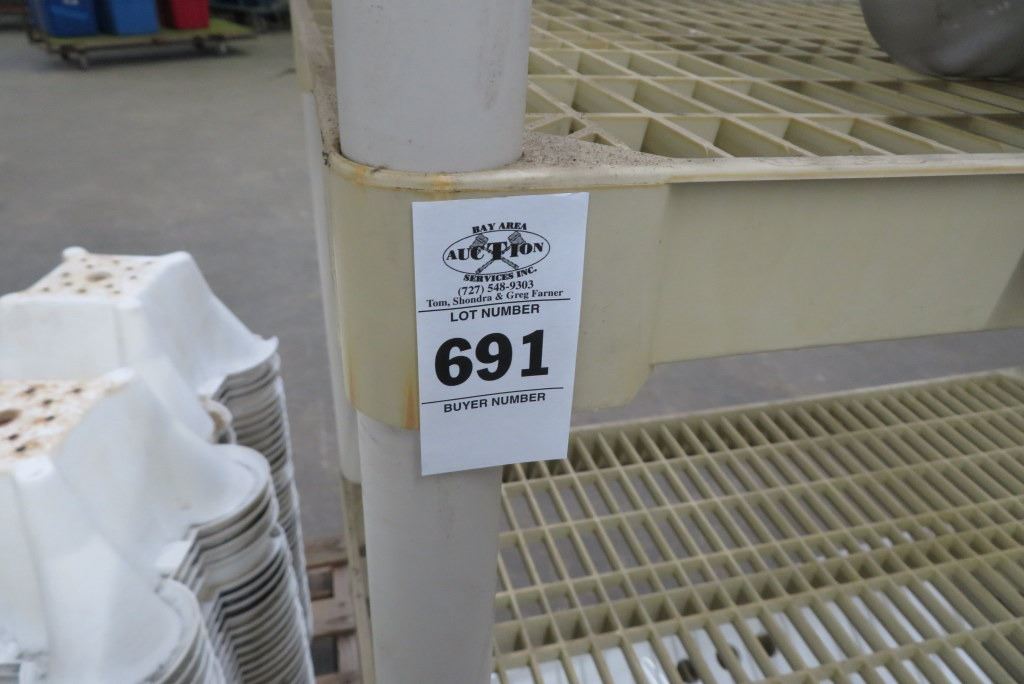 BAY AREA
AUCTION
SERVICES INC.
(727) 548-9303
Tom, Shondra & Greg Farner
LOT NUMBER
691
BUYER NUMBER